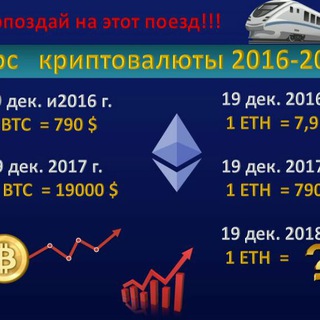 опоздай на этот поезд!!!
рс криптовалюты 2016-20
9 дек. и2016 г.
BTC = 790 $
9 дек. 2017 г.
BTC = 19000 $
19 дек. 2016
1 ETH = 7,9
19 дек. 2017
1 ETH = 790
19 дек. 2018
1 ETH = ?